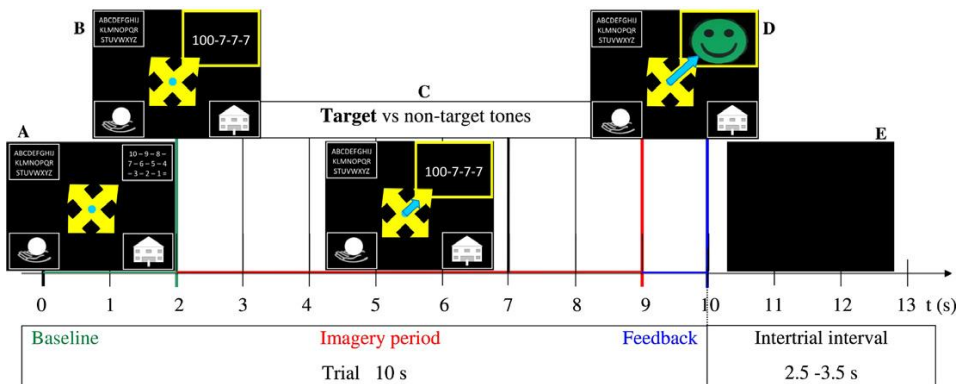 B
ABCDEFGHIJ
KLMNOPQR
STUVWXYZ
100-7-7-7
C
Target vs non-target tones
ABCDEFGHIJ
KLMNOPQR
STUVWXYZ
D
A
ABCDEFGHIJ
KLMNOPQR
STUVWXYZ
10 – 9 – 8 –
7 – 6 – 5 – 4
– 3 – 2 – 1 =
ABCDEFGHIJ
KLMNOPQR
STUVWXYZ
100-7-7-7
E
0 1 2 3 4 5 6 7 8 9 10 11 12 13 t (s)
Baseline Imagery period Feedback Intertrial interval
Trial 10 s 2.5 -3.5 s